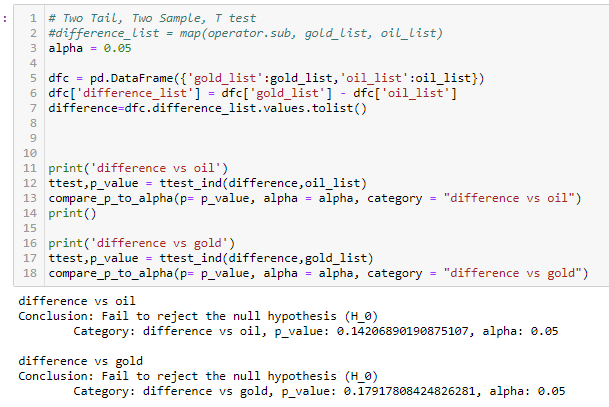 :
1 # Two Tail, Two Sample, T test
2 #difference_list = map(operator.sub, gold_list, oil_list)
3 alpha = 0.05
4
5 dfc = pd.DataFrame({'gold_list':gold_list,'oil_list':oil_list})
6 dfc['difference_list'] = dfc['gold_list'] - dfc['oil_list']
7 difference=dfc.difference_list.values.tolist()
8
9
10
11 print('difference vs oil')
12 ttest,p_value = ttest_ind(difference,oil_list)
13 compare_p_to_alpha(p= p_value, alpha = alpha, category = "difference vs oil")
14 print()
15
16 print('difference vs gold')
17 ttest,p_value = ttest_ind(difference,gold_list)
18 compare_p_to_alpha(p= p_value, alpha = alpha, category = "difference vs gold")
difference vs oil
Conclusion: Fail to reject the null hypothesis (H_0)
Category: difference vs oil, p_value: 0.14206890190875107, alpha: 0.05
difference vs gold
Conclusion: Fail to reject the null hypothesis (H_0)
Category: difference vs gold, p_value: 0.17917808424826281, alpha: 0.05